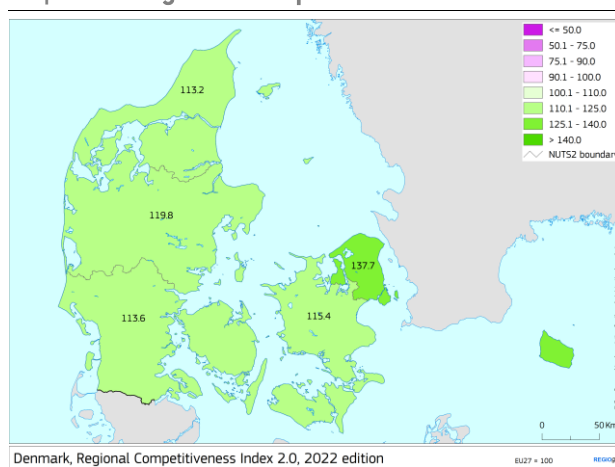 <= 50.0
50.1 - 75.0
75.1 - 90.0
90.1 - 100.0
100.1 - 110.0
110.1 - 125.0
125.1 - 140.0
> 140.0
NUTS2 boundary
113.2
119.8
137.7
115.4
113.6
0 50 Km
Denmark, Regional Competitiveness Index 2.0, 2022 edition
EU27 = 100